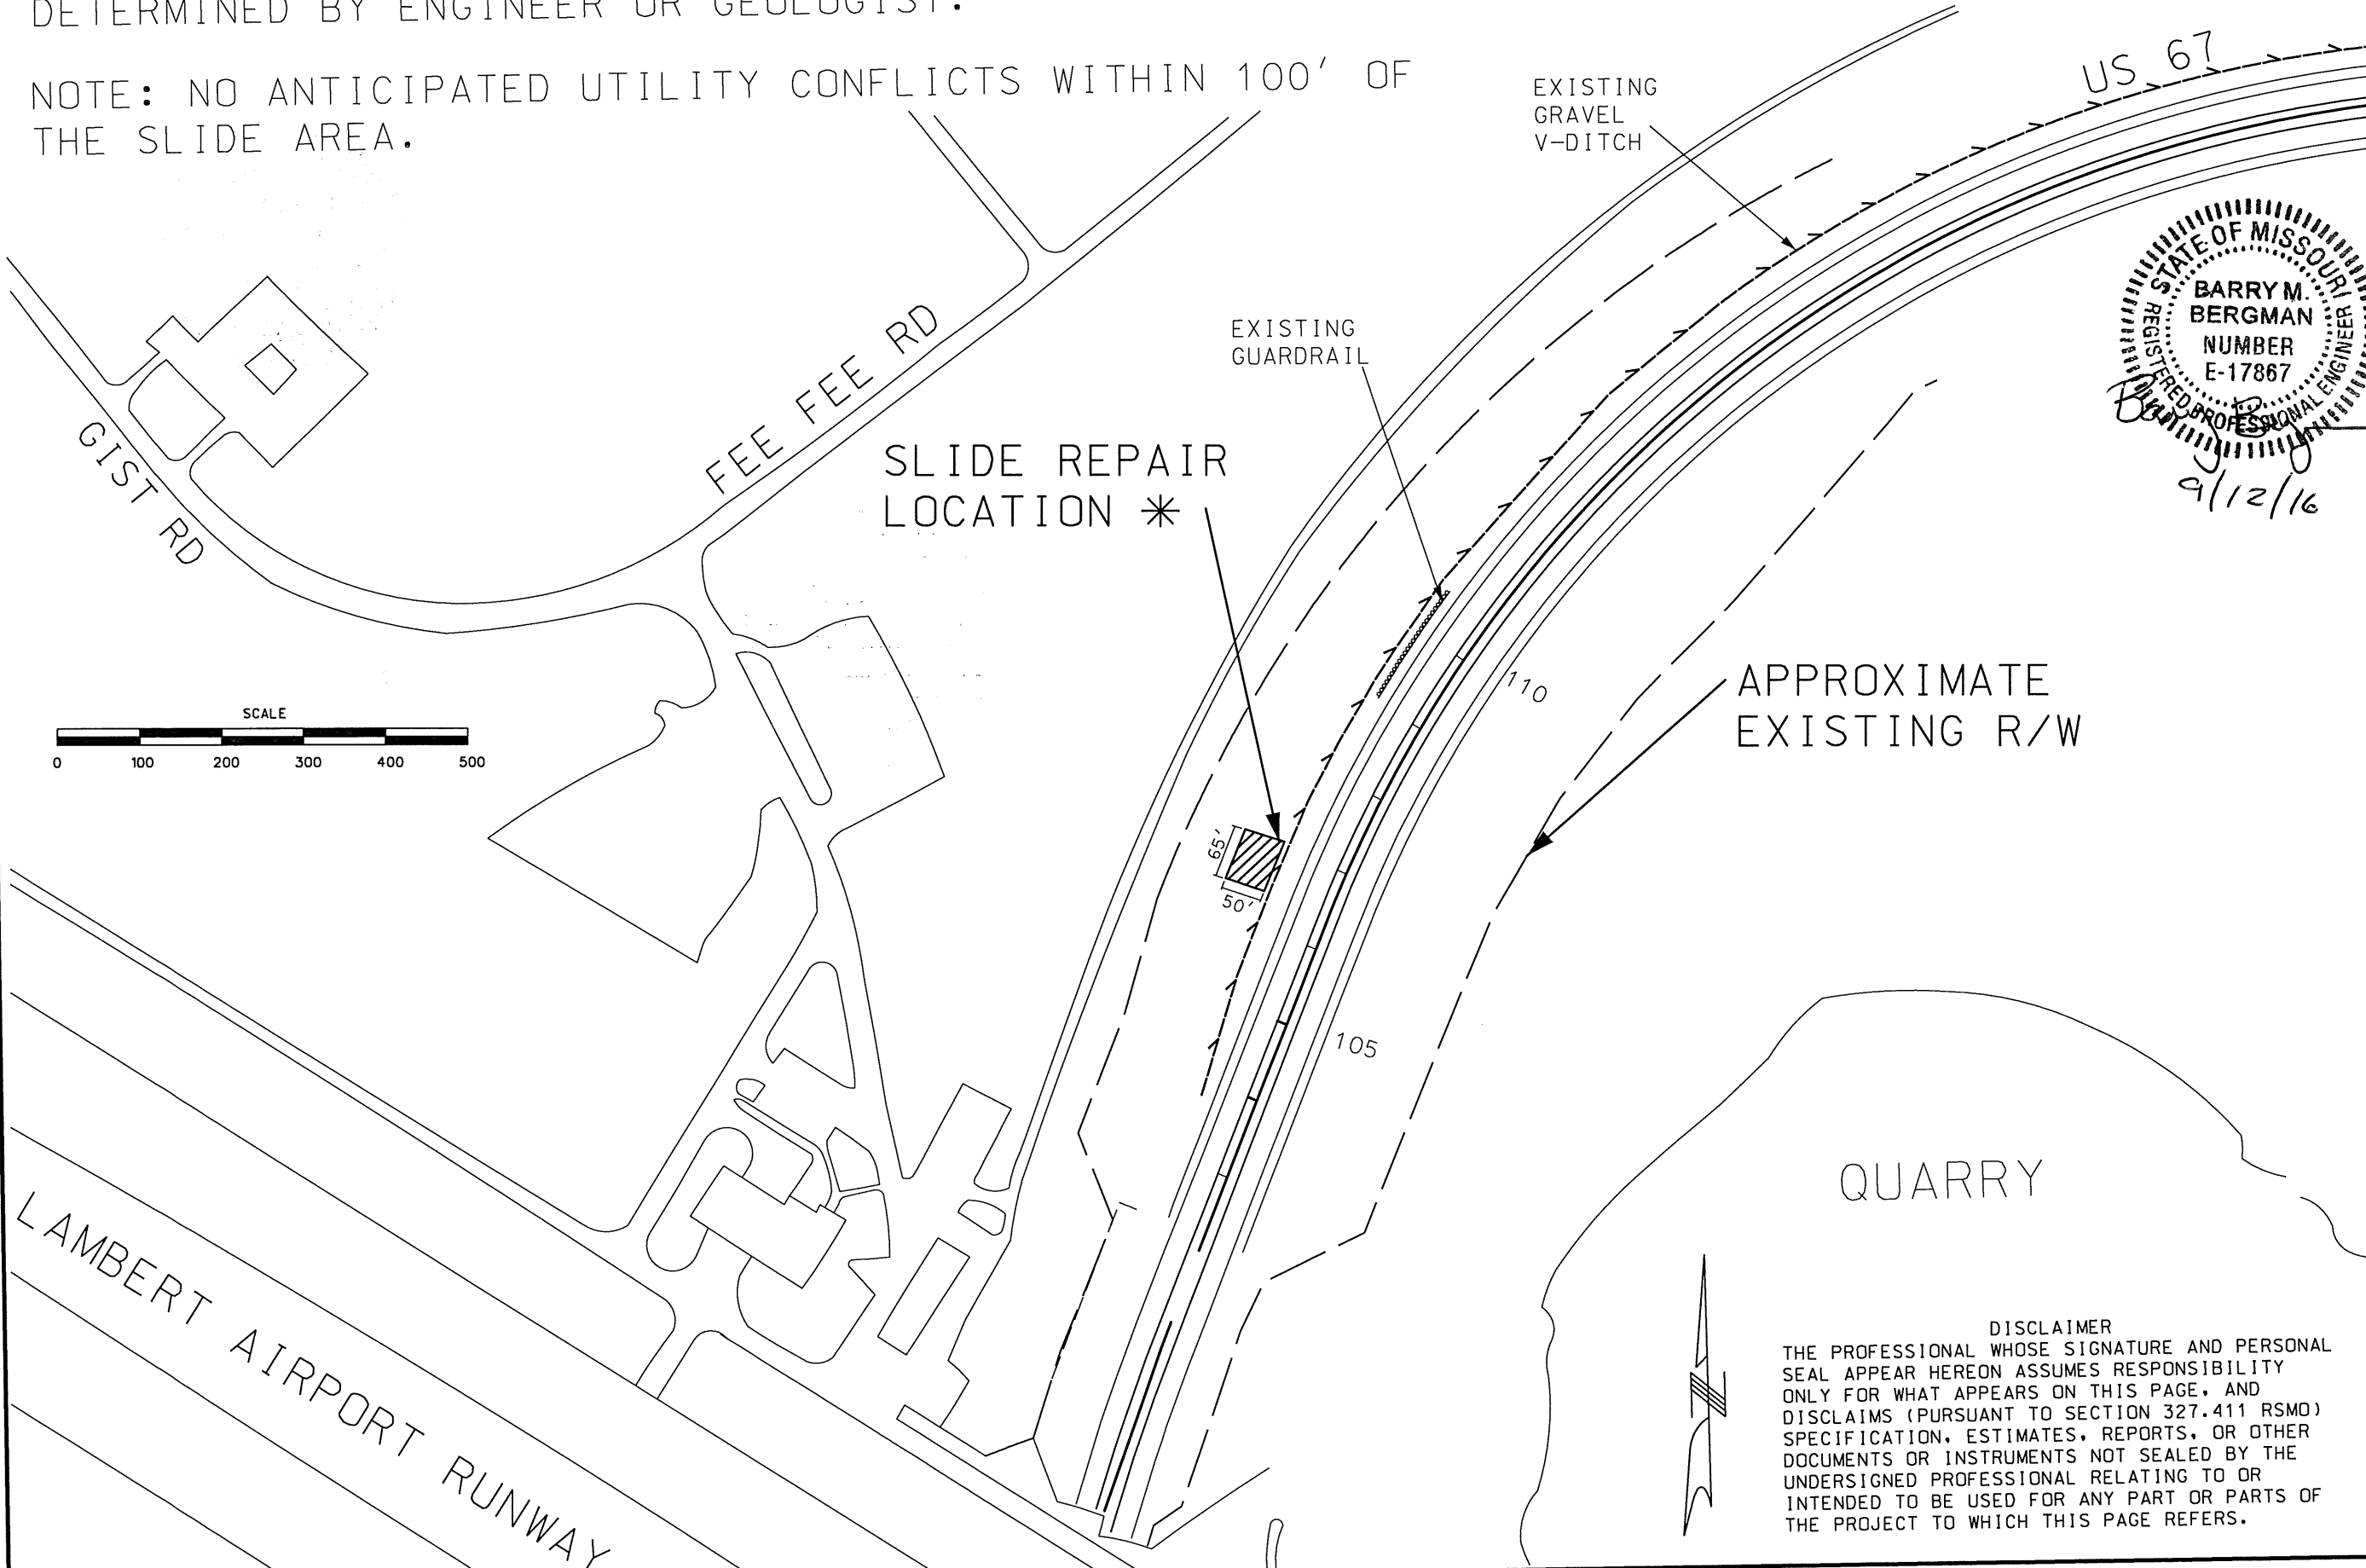 DETERMINED BY ENGINEER OR GEOLOGIST.
NOTE: NO ANTICIPATED UTILITY CONFLICTS WITHIN 100' OF
THE SLIDE AREA.
EXISTING
GRAVEL
V-DITCH
US 67
STATE OF MISSOURI
BARRY M.
BERGMAN
NUMBER
E-17867
REGISTERED PROFESSIONAL ENGINEER
9/12/16
EXISTING
GUARDRAIL
FEE FEE RD
GIST RD
SLIDE REPAIR
LOCATION *
110
APPROXIMATE
EXISTING R/W
SCALE
0 100 200 300 400 500
65'
50'
105
QUARRY
LAMBERT AIRPORT RUNWAY
DISCLAIMER
THE PROFESSIONAL WHOSE SIGNATURE AND PERSONAL
SEAL APPEAR HEREON ASSUMES RESPONSIBILITY
ONLY FOR WHAT APPEARS ON THIS PAGE, AND
DISCLAIMS (PURSUANT TO SECTION 327.411 RSMO)
SPECIFICATION, ESTIMATES, REPORTS, OR OTHER
DOCUMENTS OR INSTRUMENTS NOT SEALED BY THE
UNDERSIGNED PROFESSIONAL RELATING TO OR
INTENDED TO BE USED FOR ANY PART OR PARTS OF
THE PROJECT TO WHICH THIS PAGE REFERS.